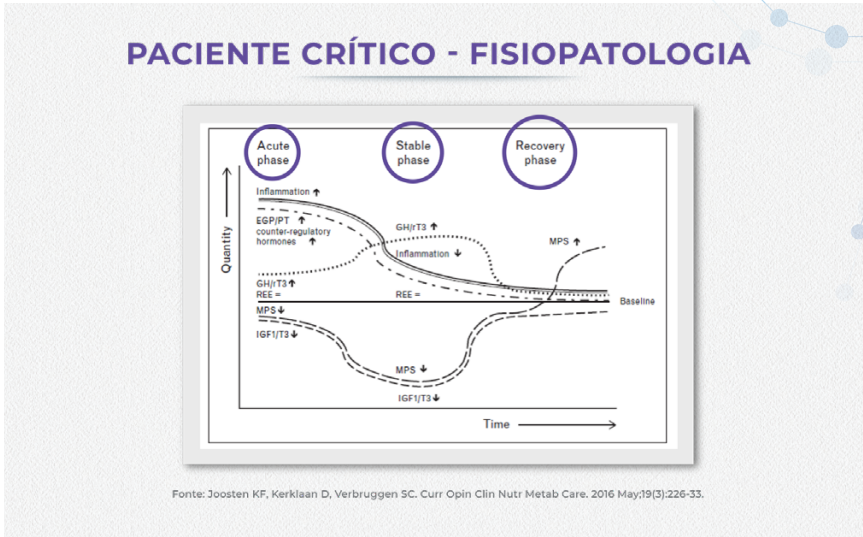 PACIENTE CRÍTICO - FISIOPATOLOGIA
Acute
phase
Stable
phase
Recovery
phase
Quantity
Inflammation ↑
EGP/PT ↑
counter-regulatory
hormones ↑
GH/rT3 ↑
Inflammation ↓
MPS ↑
GH/rT3 ↑
REE =
REE =
Baseline
MPS ↓
IGF1/T3 ↓
MPS ↓
IGF1/T3 ↓
Time
Fonte: Joosten KF, Kerklaan D, Verbruggen SC. Curr Opin Clin Nutr Metab Care. 2016 May;19(3):226-33.